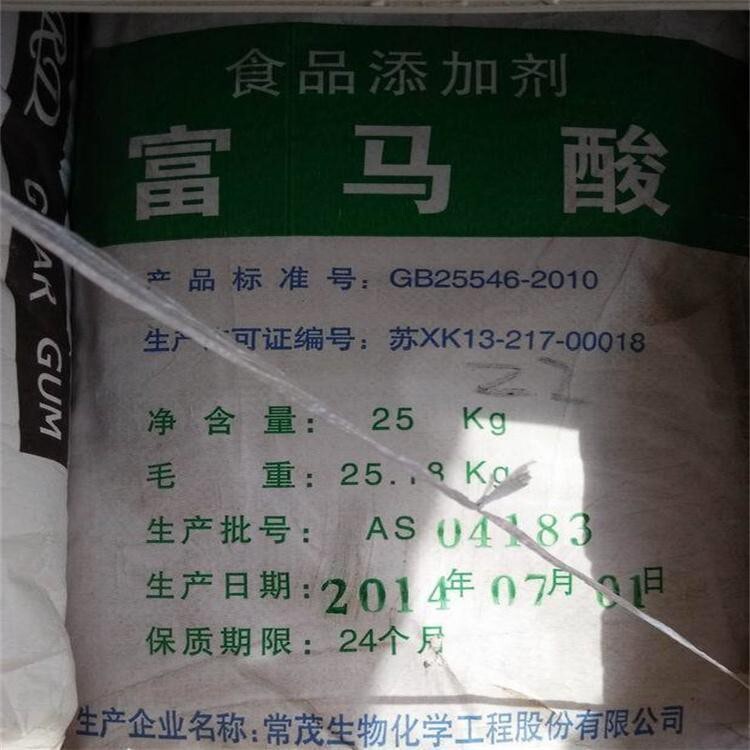 食品添加剂
富马酸
产品标准号：GB25546-2010
生产 可证编号：苏XK13-217-00018
净含量：25 Kg
毛重：25.18 Kg
生产批号：AS 04183
生产日期：2014年07月01日
保质期限：24个月
生产企业名称：常茂生物化学工程股份有限公司
GUM